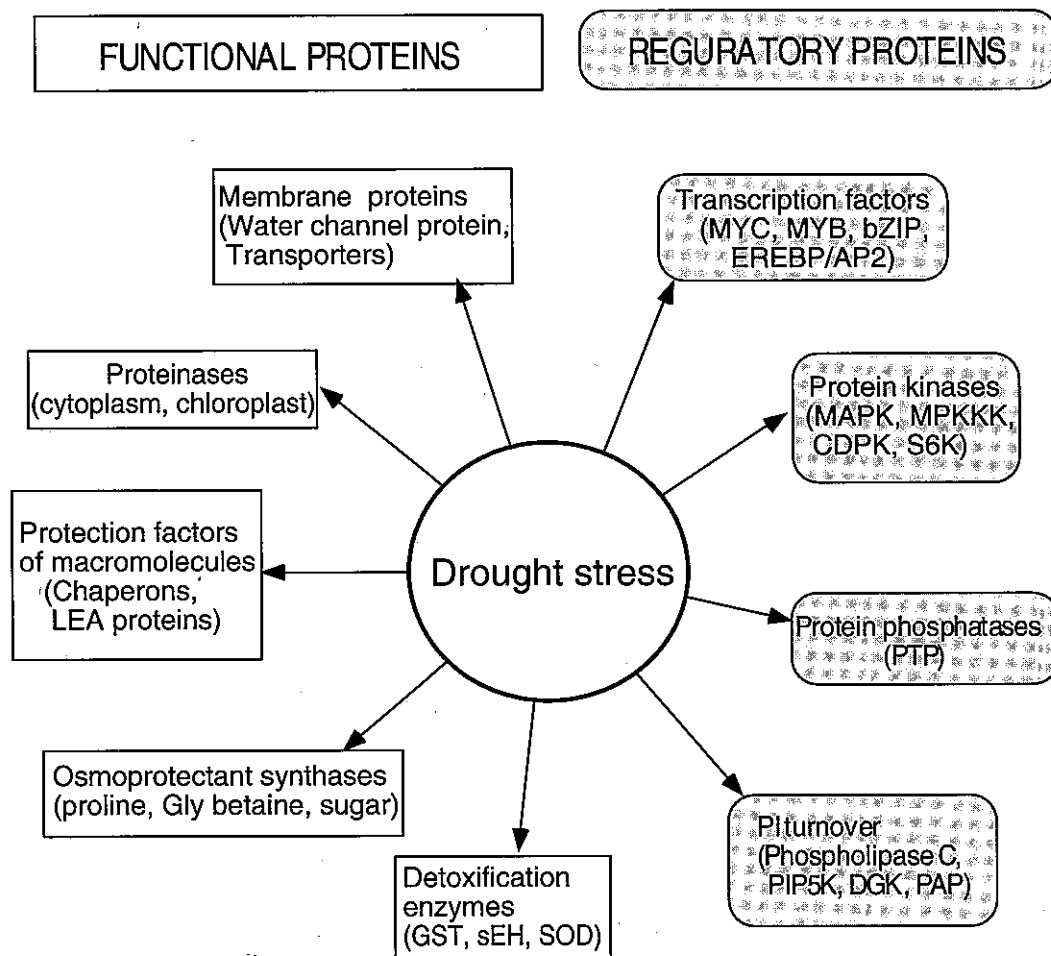 FUNCTIONAL PROTEINS
REGURATORY PROTEINS
Membrane proteins
(Water channel protein,
Transporters)
Transcription factors
(MYC, MYB, bZIP,
EREBP/AP2)
Proteinases
(cytoplasm, chloroplast)
Protein kinases
(MAPK, MPKKK,
CDPK, S6K)
Protection factors
of macromolecules
(Chaperons,
LEA proteins)
Drought stress
Protein phosphatases
(PTP)
Osmoprotectant synthases
(proline, Gly betaine, sugar)
PI turnover
(Phospholipase C,
PIP5K, DGK, PAP)
Detoxification
enzymes
(GST, sEH, SOD)